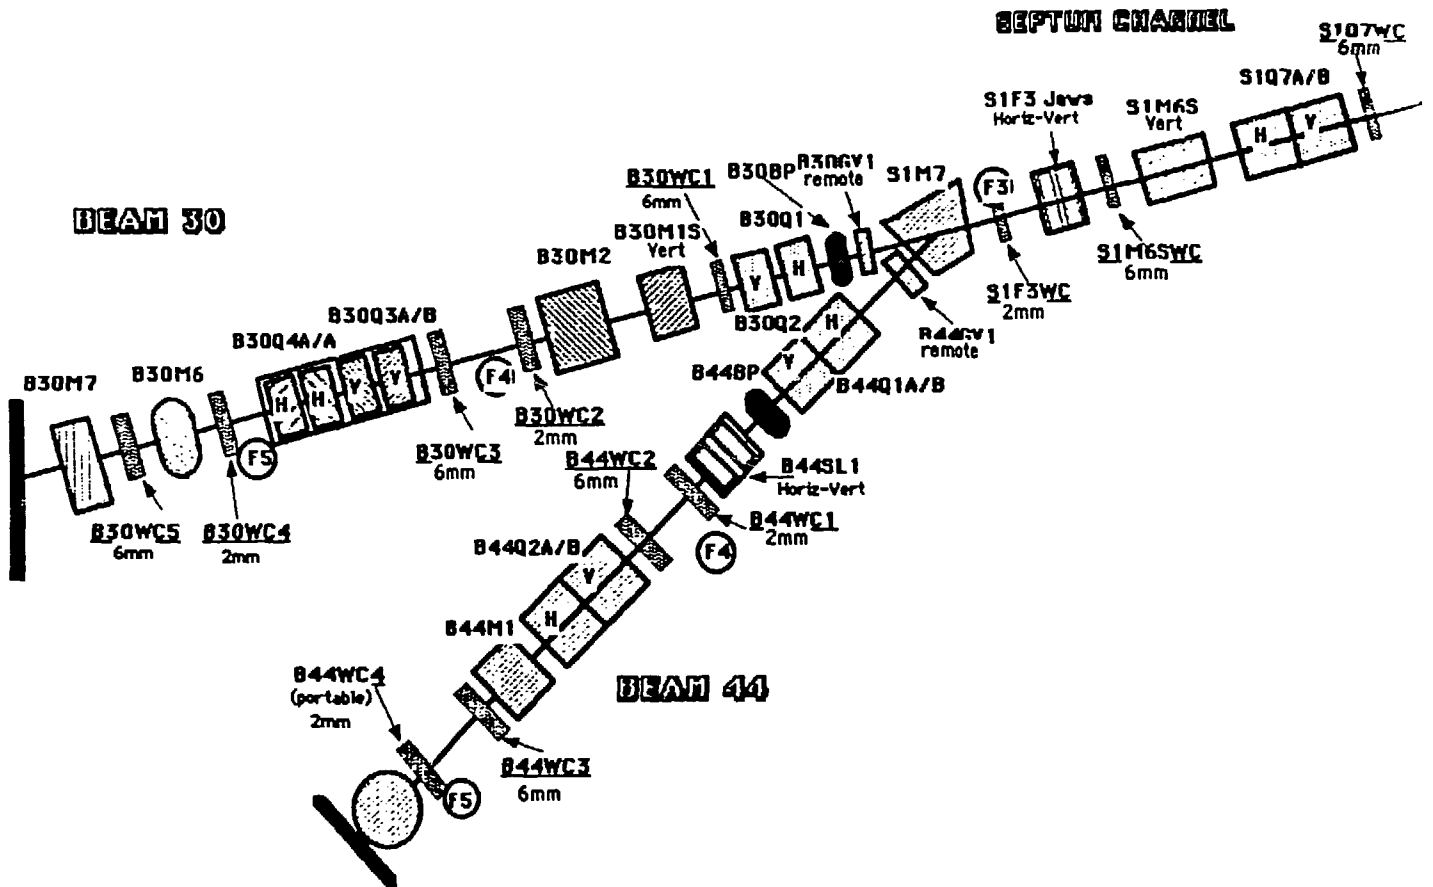 SEPTUM CHANNEL
S1Q7WC
6mm
S1Q7A/B
H
V
S1F3 Jaws
Horiz-Vert
S1M6S
Vert
S1M6SWC
6mm
F3
S1F3WC
2mm
S1M7
B30GV1
remote
B30BP
B30Q1
H
B30Q2
V
B30WC1
6mm
B30M1S
Vert
B30M2
BEAM 30
B30WC2
2mm
F4
B30Q3A/B
B30WC3
6mm
B30Q4A/A
H
H
V
V
B30M6
B30M7
F5
B30WC4
2mm
B30WC5
6mm
B44GV1
remote
B44Q1A/B
H
V
B44BP
B44SL1
Horiz-Vert
B44WC1
2mm
F4
B44WC2
6mm
B44Q2A/B
V
H
B44M1
BEAM 44
B44WC3
6mm
B44WC4
(portable)
2mm
F5